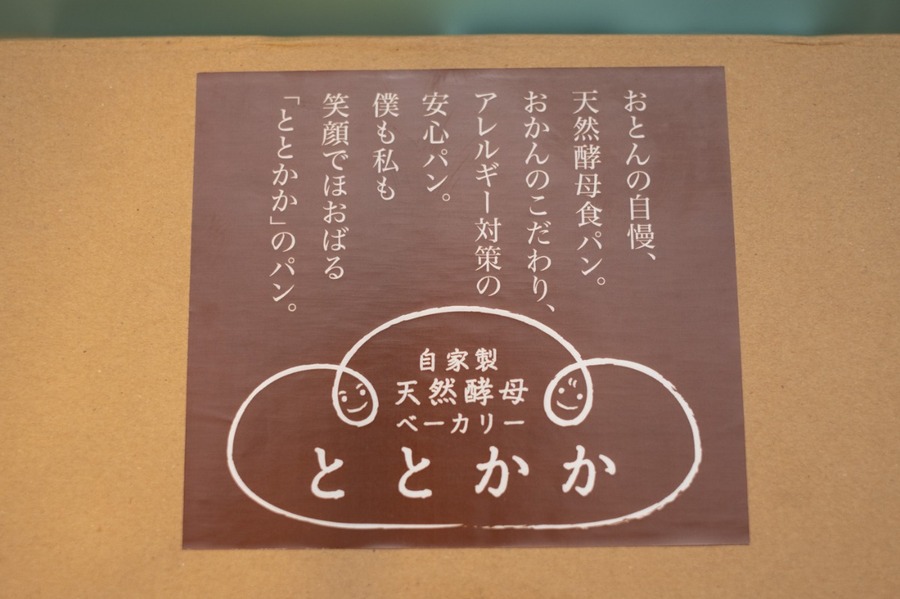 おとんの自慢、
天然酵母食パン。
おかんのこだわり、
アレルギー対策の
安心パン。
僕も私も
笑顔でほおばる
「ととかか」のパン。
自家製
天然酵母
ベーカリー
ととかか